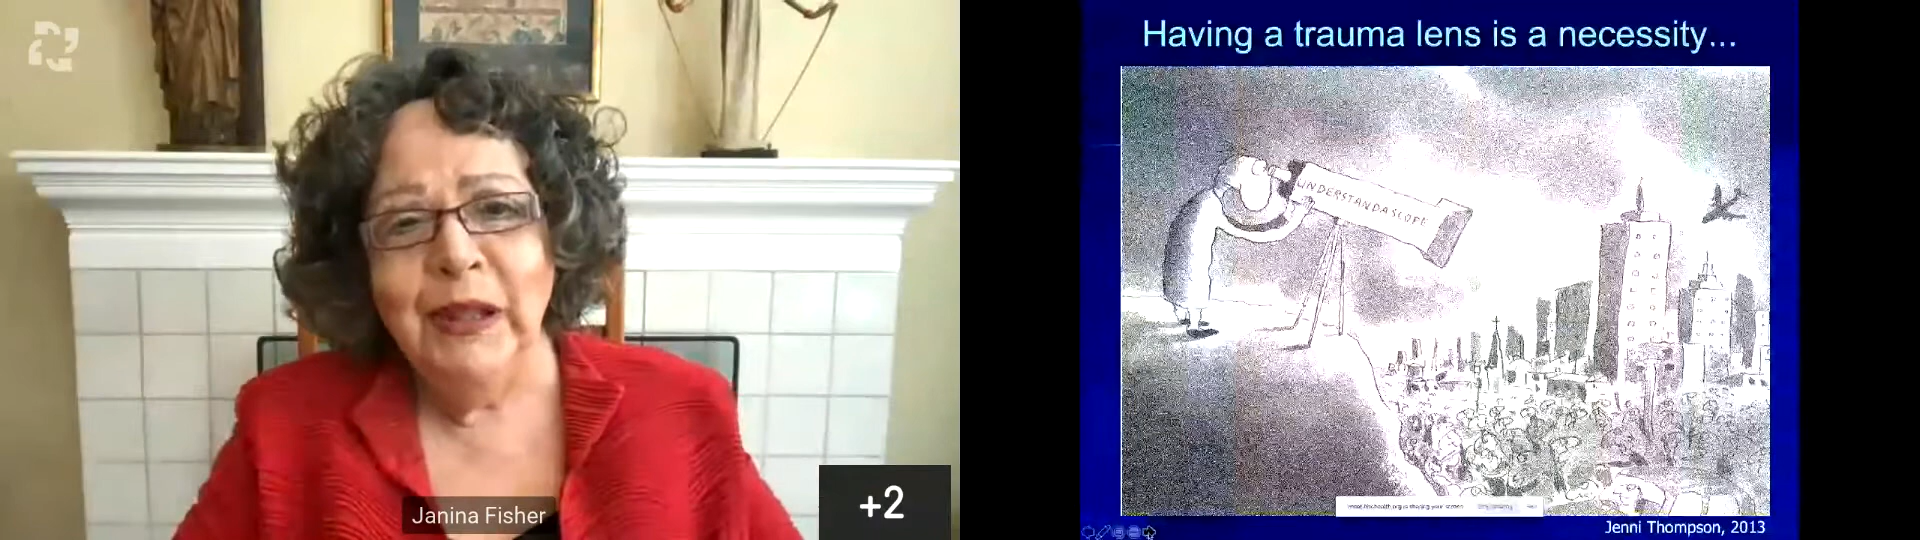 Janina Fisher
+2
Having a trauma lens is a necessity...
UNDERSTANDASCOPE
Jenni Thompson, 2013